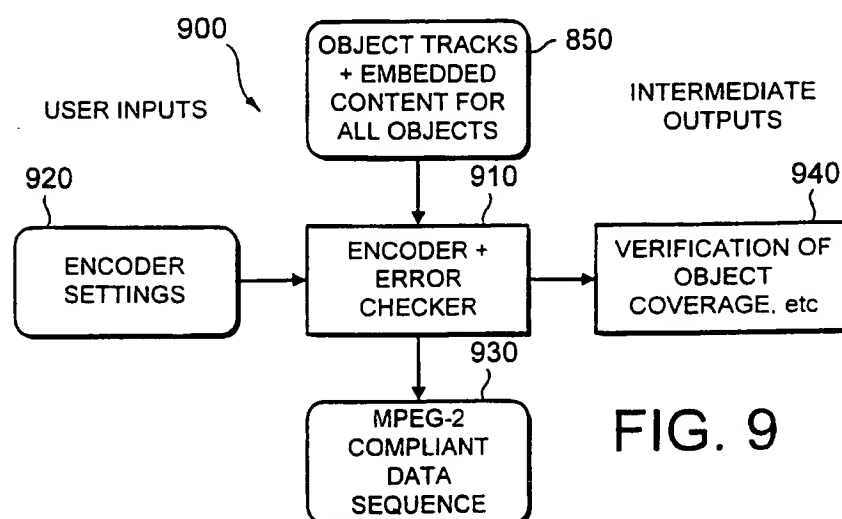 900
OBJECT TRACKS
+ EMBEDDED
CONTENT FOR
ALL OBJECTS
850
USER INPUTS
INTERMEDIATE
OUTPUTS
920
ENCODER
SETTINGS
910
ENCODER +
ERROR
CHECKER
940
VERIFICATION OF
OBJECT
COVERAGE, etc
930
MPEG-2
COMPLIANT
DATA
SEQUENCE
FIG. 9